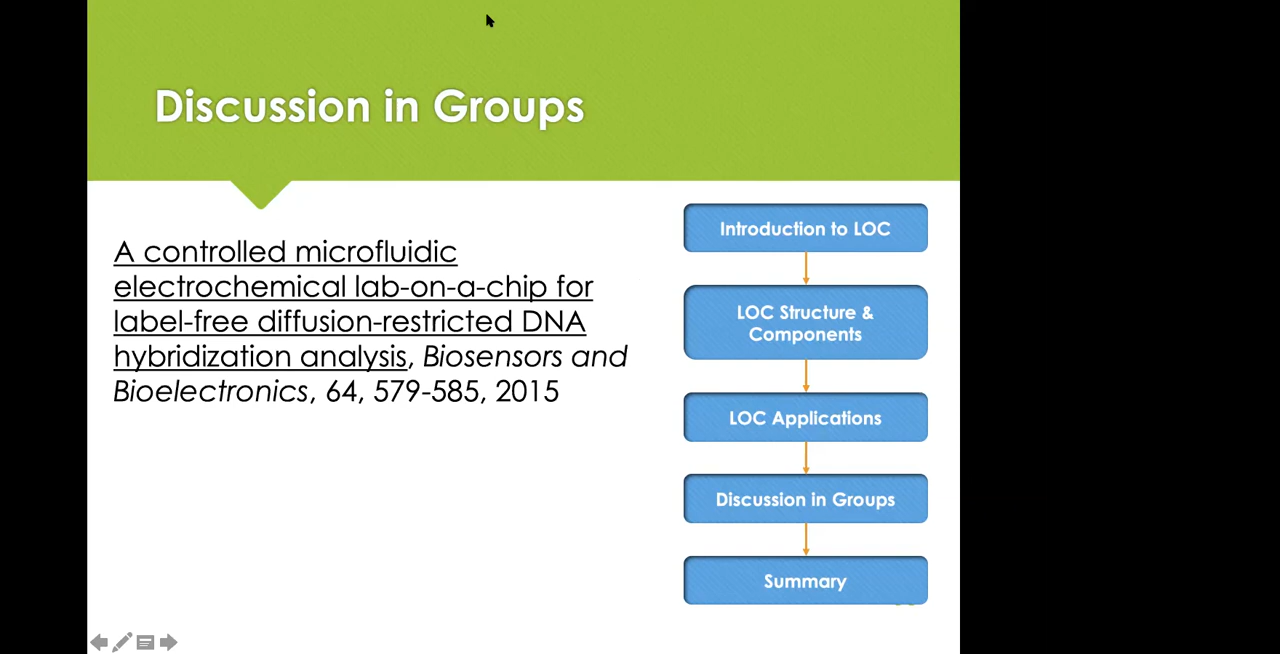 Discussion in Groups
A controlled microfluidic
electrochemical lab-on-a-chip for
label-free diffusion-restricted DNA
hybridization analysis, Biosensors and
Bioelectronics, 64, 579-585, 2015
Introduction to LOC
LOC Structure &
Components
LOC Applications
Discussion in Groups
Summary